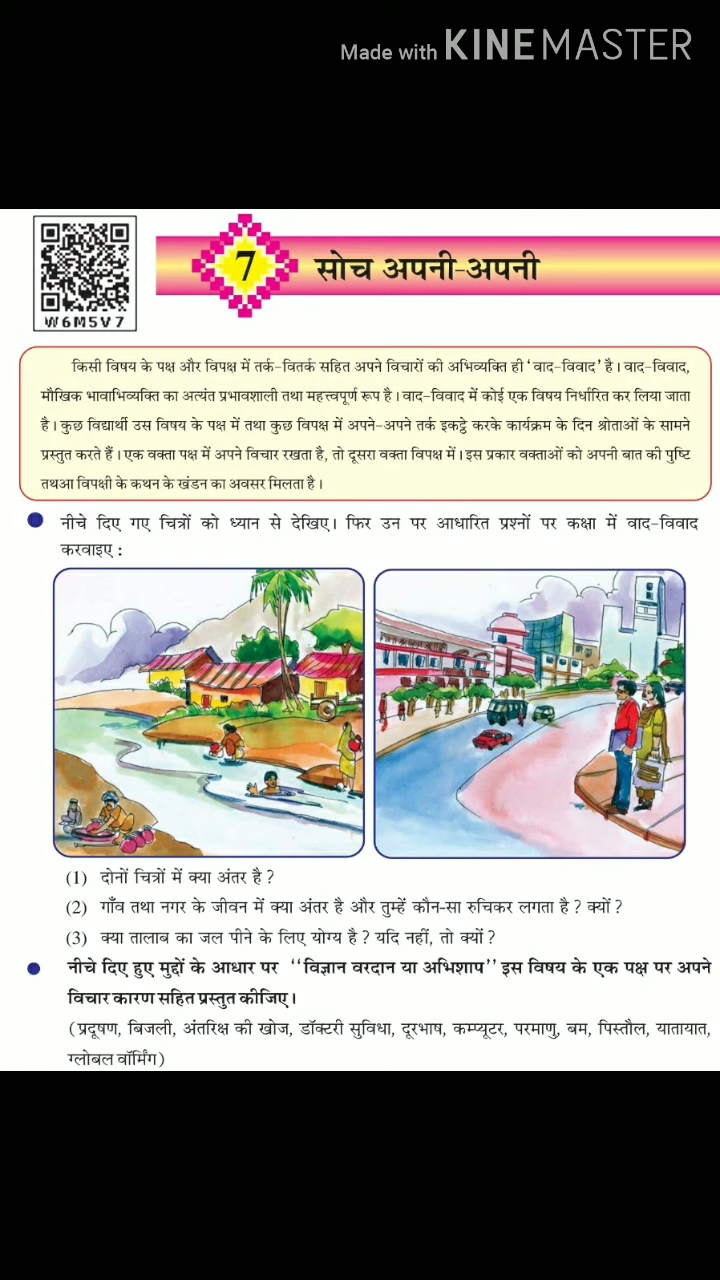 Made with KINEMASTER
W6M5V7
7 सोच अपनी-अपनी
किसी विषय के पक्ष और विपक्ष में तर्क-वितर्क सहित अपने विचारों की अभिव्यक्ति ही 'वाद-विवाद' है। वाद-विवाद,
मौखिक भावाभिव्यक्ति का अत्यंत प्रभावशाली तथा महत्त्वपूर्ण रूप है। वाद-विवाद में कोई एक विषय निर्धारित कर लिया जाता
है। कुछ विद्यार्थी उस विषय के पक्ष में तथा कुछ विपक्ष में अपने-अपने तर्क इकट्ठे करके कार्यक्रम के दिन श्रोताओं के सामने
प्रस्तुत करते हैं। एक वक्ता पक्ष में अपने विचार रखता है, तो दूसरा वक्ता विपक्ष में। इस प्रकार वक्ताओं को अपनी बात की पुष्टि
तथआ विपक्षी के कथन के खंडन का अवसर मिलता है।
नीचे दिए गए चित्रों को ध्यान से देखिए। फिर उन पर आधारित प्रश्नों पर कक्षा में वाद-विवाद
करवाइए :
(1) दोनों चित्रों में क्या अंतर है ?
(2) गाँव तथा नगर के जीवन में क्या अंतर है और तुम्हें कौन-सा रुचिकर लगता है ? क्यों ?
(3) क्या तालाब का जल पीने के लिए योग्य है ? यदि नहीं, तो क्यों ?
नीचे दिए हुए मुद्दों के आधार पर ''विज्ञान वरदान या अभिशाप'' इस विषय के एक पक्ष पर अपने
विचार कारण सहित प्रस्तुत कीजिए।
(प्रदूषण, बिजली, अंतरिक्ष की खोज, डॉक्टरी सुविधा, दूरभाष, कम्प्यूटर, परमाणु, बम, पिस्तौल, यातायात,
ग्लोबल वॉर्मिंग)